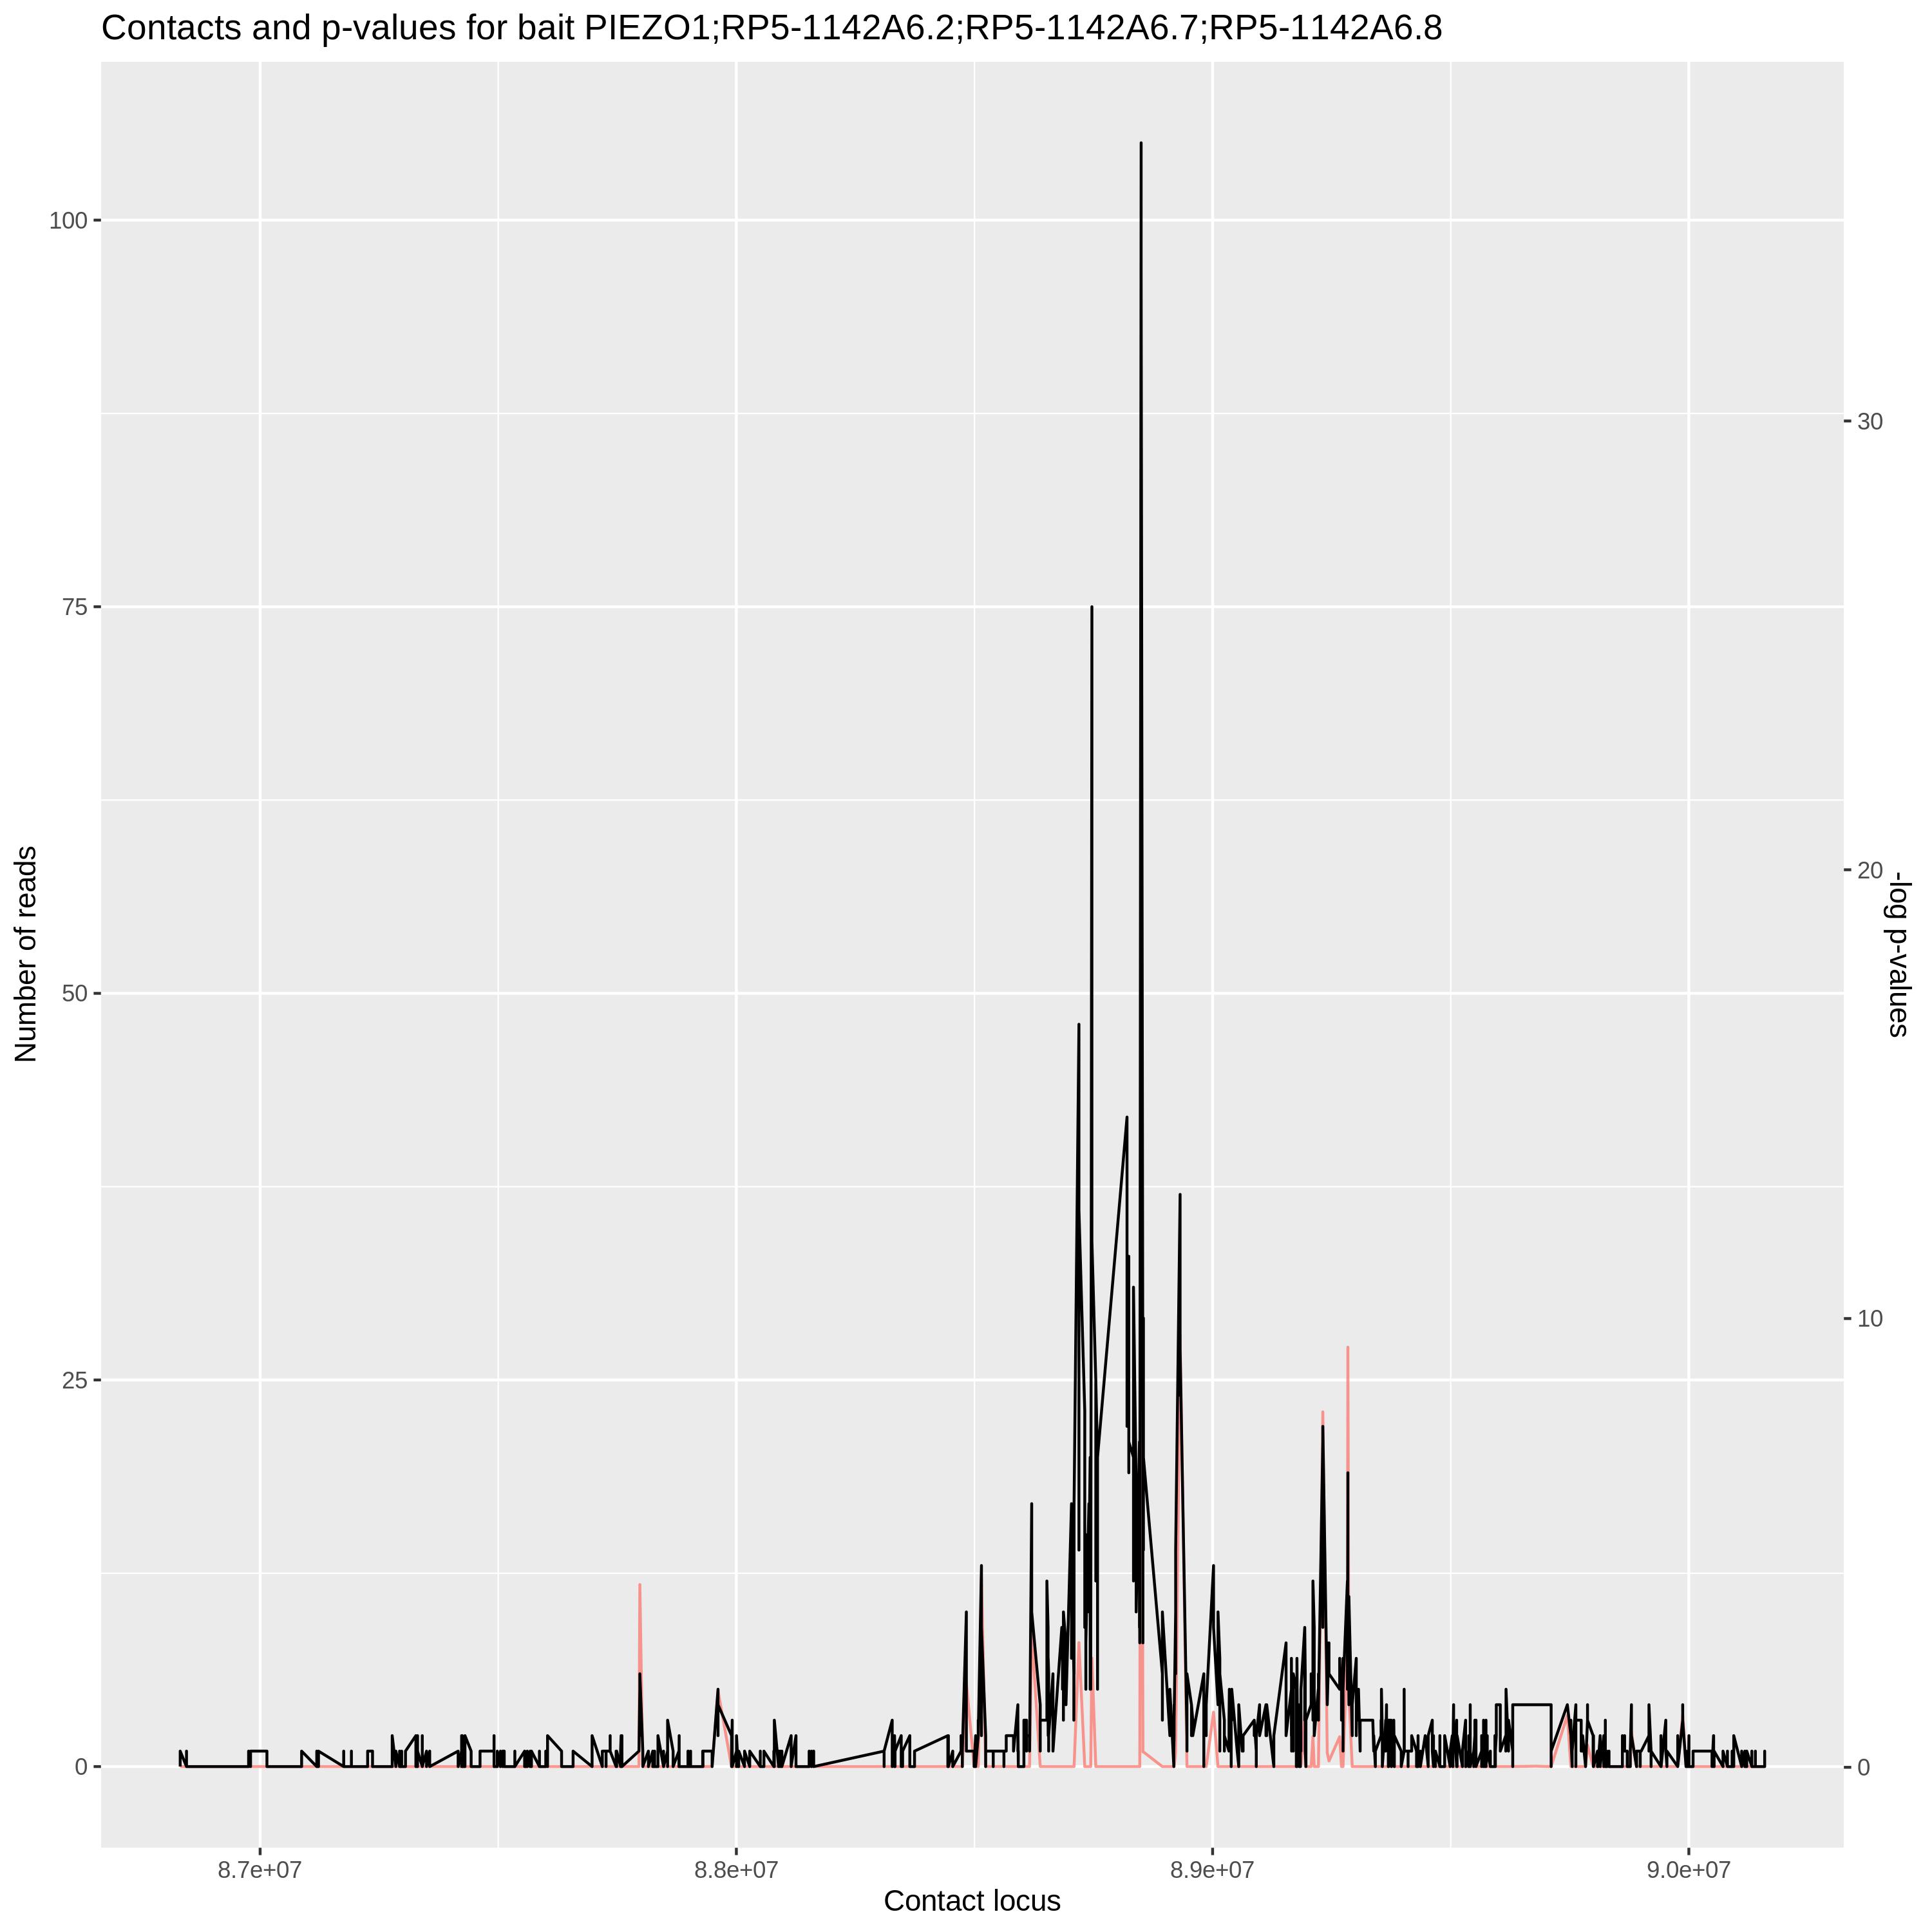 Contacts and p-values for bait PIEZO1;RP5-1142A6.2;RP5-1142A6.7;RP5-1142A6.8
100
75
50
25
0
Number of reads
30
20
10
0
-log p-values
8.7e+07
8.8e+07
8.9e+07
9.0e+07
Contact locus